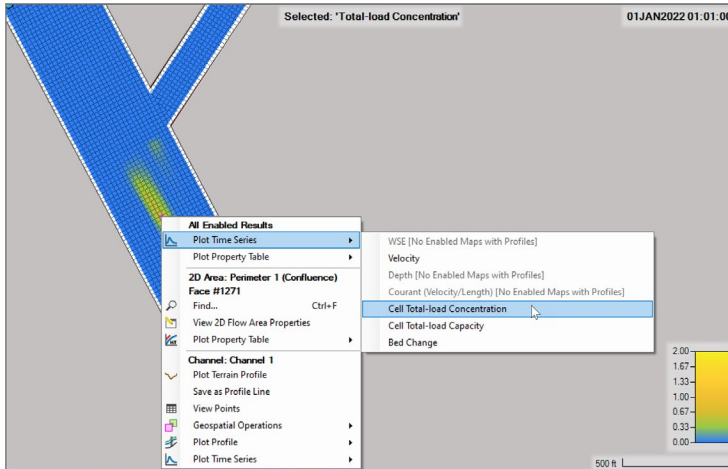 Selected: 'Total-load Concentration'
01JAN2022 01:01:00
All Enabled Results
Plot Time Series
Plot Property Table
2D Area: Perimeter 1 (Confluence)
Face #1271
Find... Ctrl+F
View 2D Flow Area Properties
Plot Property Table
Channel: Channel 1
Plot Terrain Profile
Save as Profile Line
View Points
Geospatial Operations
Plot Profile
Plot Time Series
WSE [No Enabled Maps with Profiles]
Velocity
Depth [No Enabled Maps with Profiles]
Courant (Velocity/Length) [No Enabled Maps with Profiles]
Cell Total-load Concentration
Cell Total-load Capacity
Bed Change
2.00
1.67
1.33
1.00
0.67
0.33
0.00
500 ft